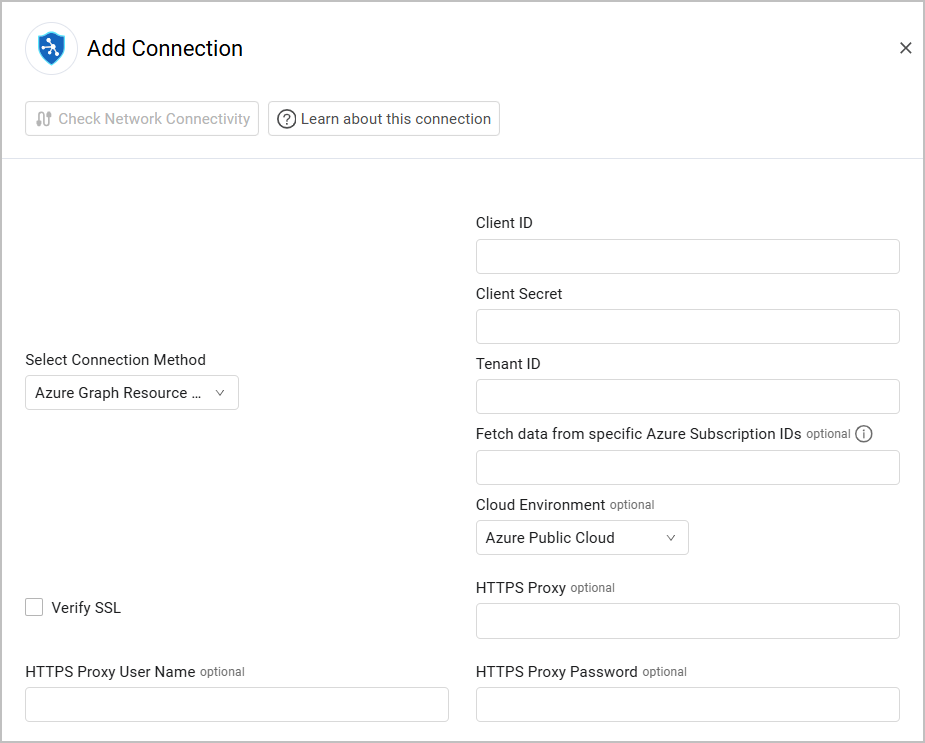 Add Connection
Check Network Connectivity
Learn about this connection
Client ID
Client Secret
Select Connection Method
Azure Graph Resource ...
Tenant ID
Fetch data from specific Azure Subscription IDs optional
Cloud Environment optional
Azure Public Cloud
Verify SSL
HTTPS Proxy optional
HTTPS Proxy User Name optional
HTTPS Proxy Password optional